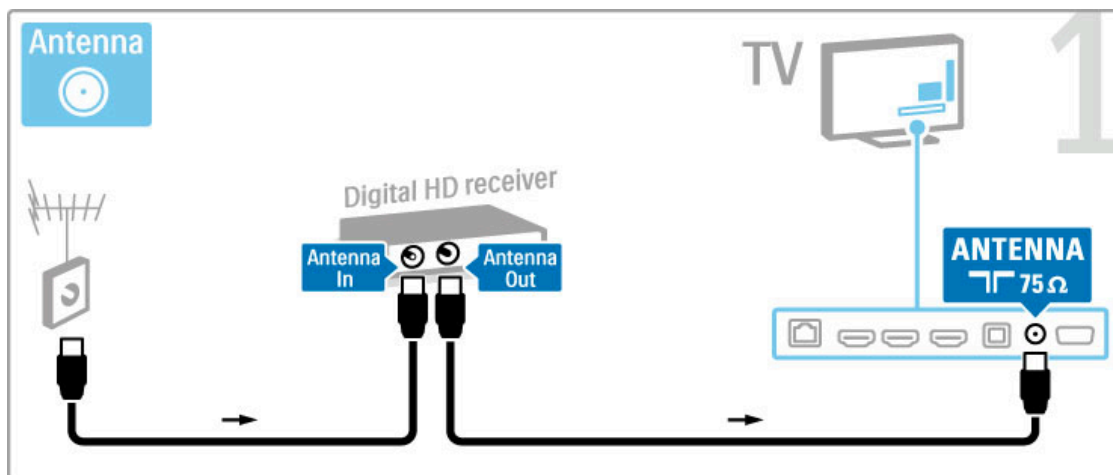 Antenna
TV
1
Digital HD receiver
Antenna
In
Antenna
Out
ANTENNA
75 Ω